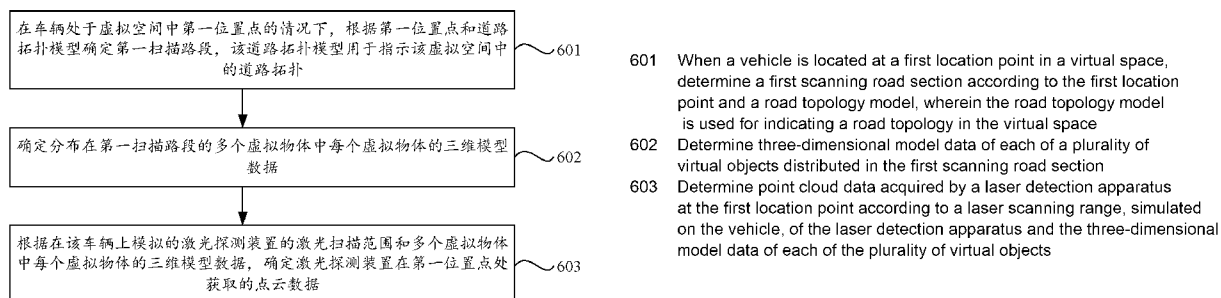 在车辆处于虚拟空间中第一位置点的情况下，根据第一位置点和道路
拓扑模型确定第一扫描路段，该道路拓扑模型用于指示该虚拟空间中
的道路拓扑
601
确定分布在第一扫描路段的多个虚拟物体中每个虚拟物体的三维模型
数据
602
根据在该车辆上模拟的激光探测装置的激光扫描范围和多个虚拟物体
中每个虚拟物体的三维模型数据，确定激光探测装置在第一位置点处
获取的点云数据
603
601 When a vehicle is located at a first location point in a virtual space,
determine a first scanning road section according to the first location
point and a road topology model, wherein the road topology model
is used for indicating a road topology in the virtual space
602 Determine three-dimensional model data of each of a plurality of
virtual objects distributed in the first scanning road section
603 Determine point cloud data acquired by a laser detection apparatus
at the first location point according to a laser scanning range, simulated
on the vehicle, of the laser detection apparatus and the three-dimensional
model data of each of the plurality of virtual objects